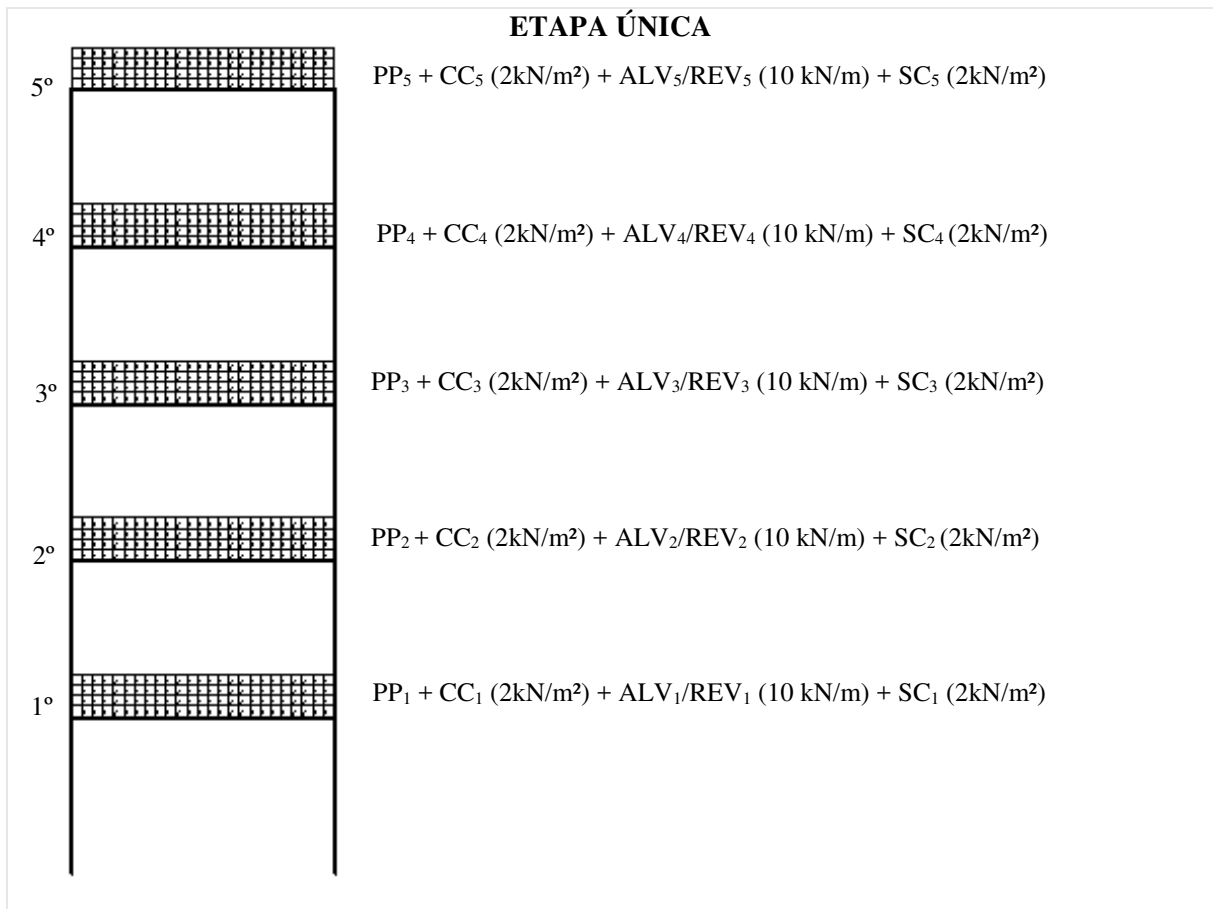 ETAPA ÚNICA
5º PP₅ + CC₅ (2kN/m²) + ALV₅/REV₅ (10 kN/m) + SC₅ (2kN/m²)
4º PP₄ + CC₄ (2kN/m²) + ALV₄/REV₄ (10 kN/m) + SC₄ (2kN/m²)
3º PP₃ + CC₃ (2kN/m²) + ALV₃/REV₃ (10 kN/m) + SC₃ (2kN/m²)
2º PP₂ + CC₂ (2kN/m²) + ALV₂/REV₂ (10 kN/m) + SC₂ (2kN/m²)
1º PP₁ + CC₁ (2kN/m²) + ALV₁/REV₁ (10 kN/m) + SC₁ (2kN/m²)